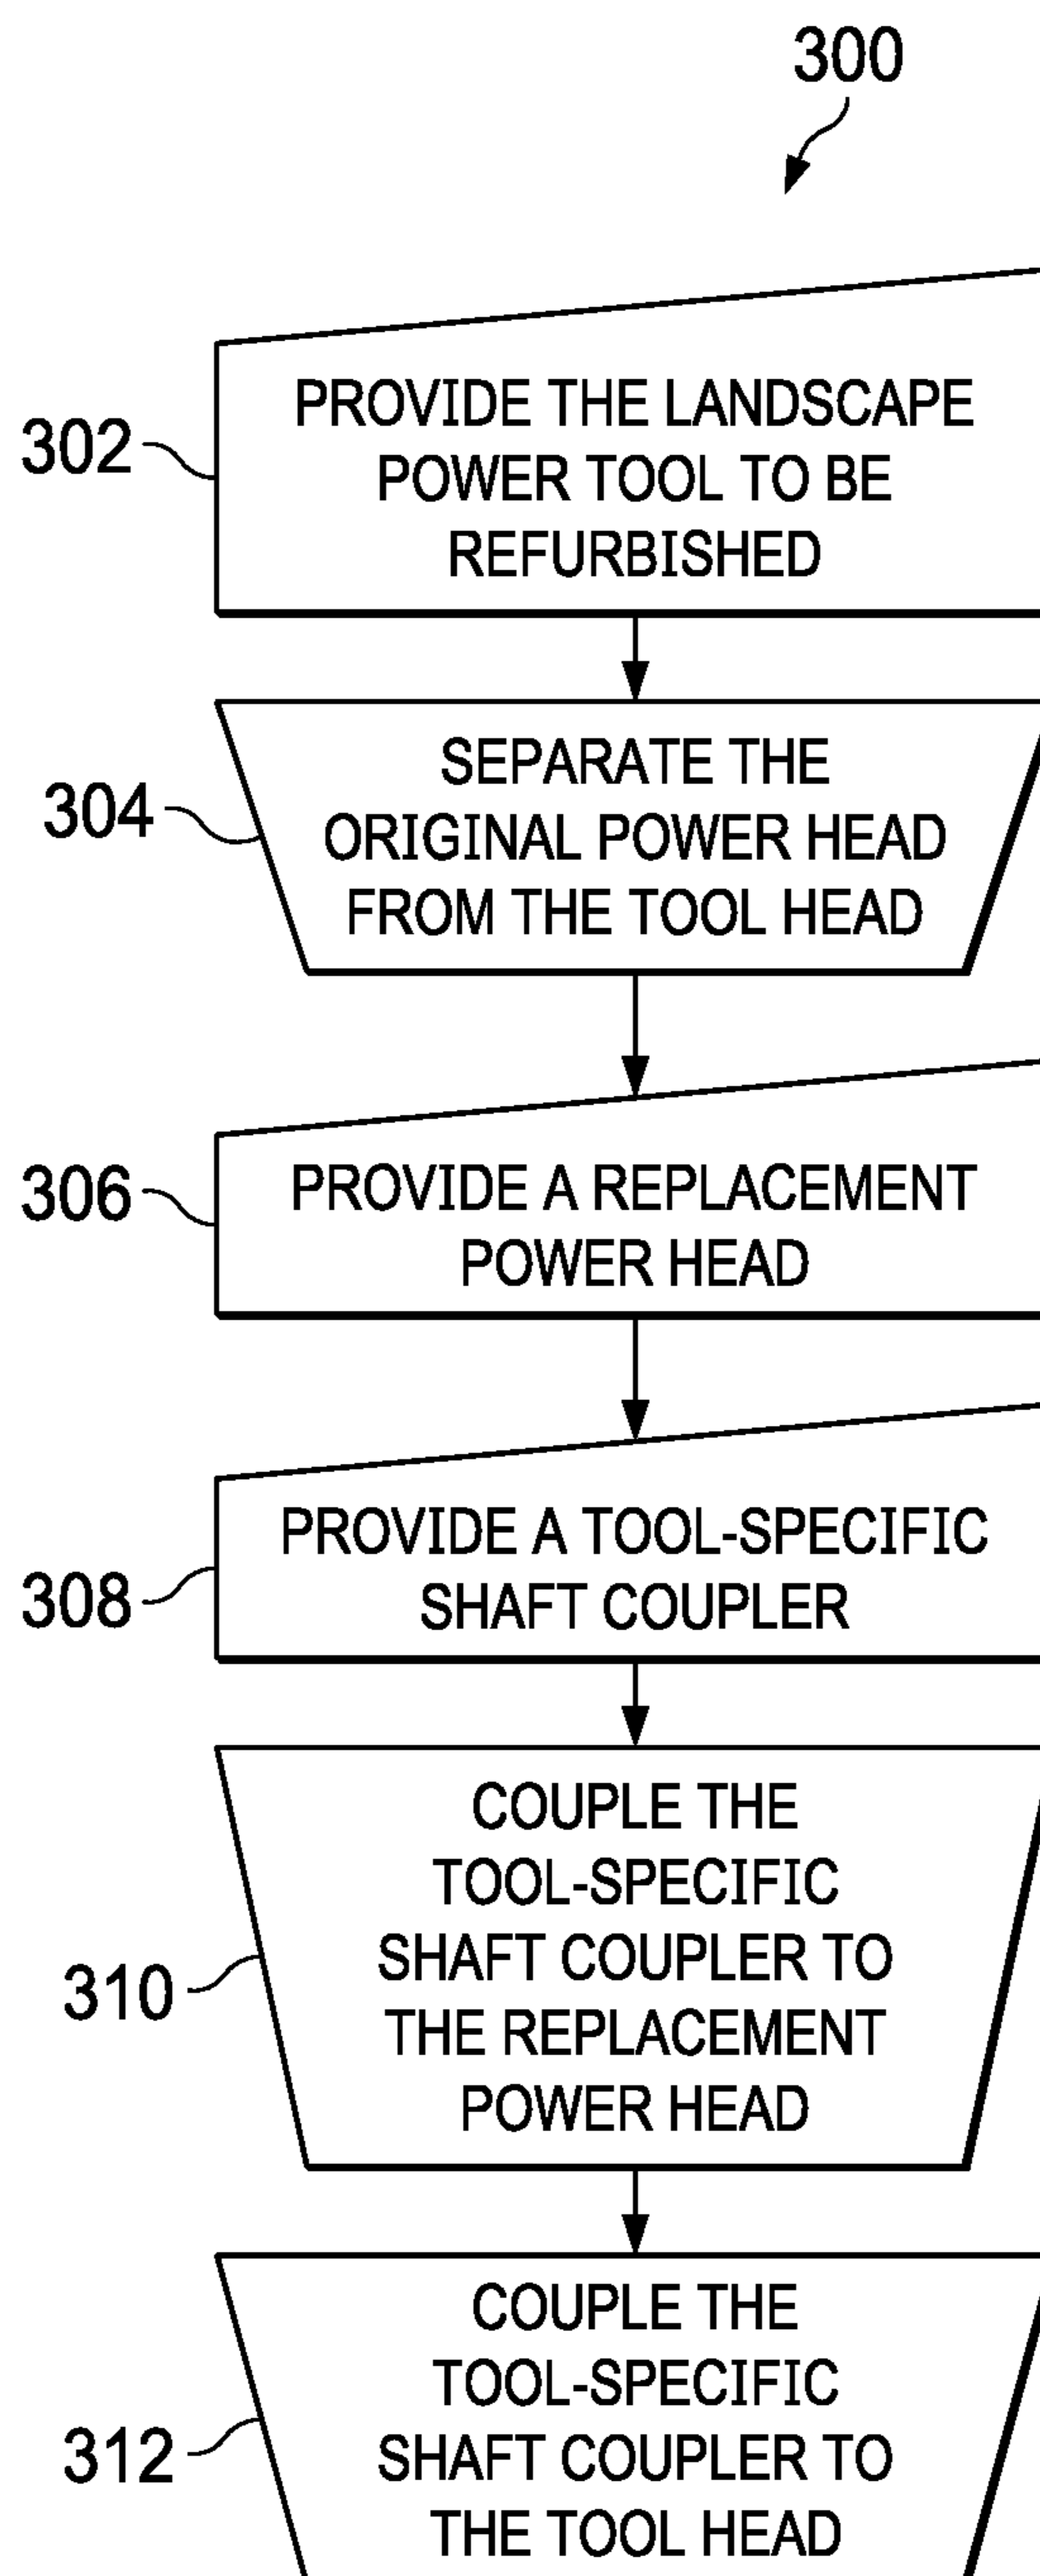 300
302
PROVIDE THE LANDSCAPE
POWER TOOL TO BE
REFURBISHED
304
SEPARATE THE
ORIGINAL POWER HEAD
FROM THE TOOL HEAD
306
PROVIDE A REPLACEMENT
POWER HEAD
308
PROVIDE A TOOL-SPECIFIC
SHAFT COUPLER
310
COUPLE THE
TOOL-SPECIFIC
SHAFT COUPLER TO
THE REPLACEMENT
POWER HEAD
312
COUPLE THE
TOOL-SPECIFIC
SHAFT COUPLER TO
THE TOOL HEAD